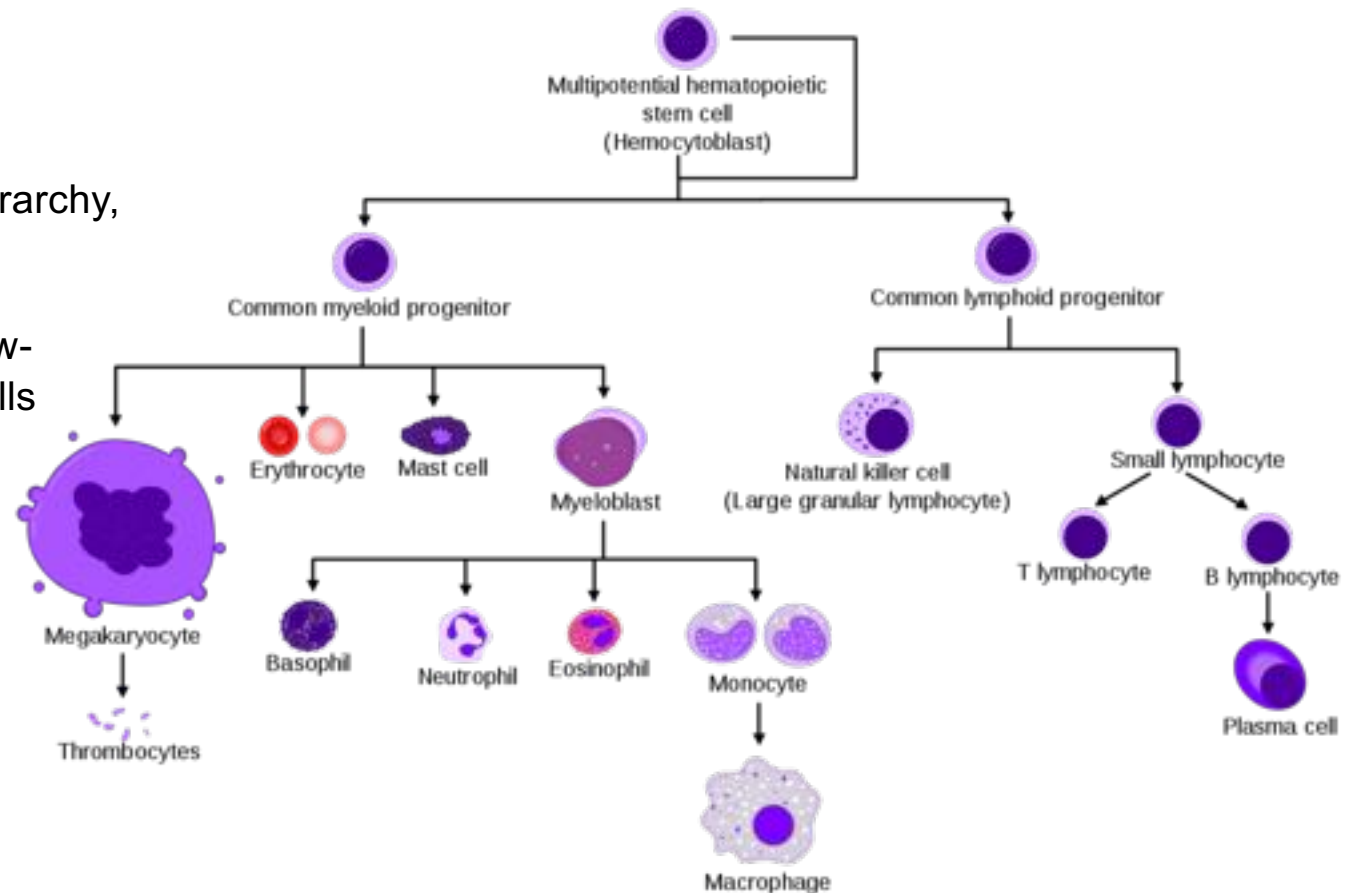 Multipotential hematopoietic
stem cell
(Hemocytoblast)
rarchy,
w-
lls
Common myeloid progenitor
Common lymphoid progenitor
Erythrocyte
Mast cell
Myeloblast
Natural killer cell
(Large granular lymphocyte)
Small lymphocyte
T lymphocyte
B lymphocyte
Megakaryocyte
Basophil
Neutrophil
Eosinophil
Monocyte
Plasma cell
Thrombocytes
Macrophage